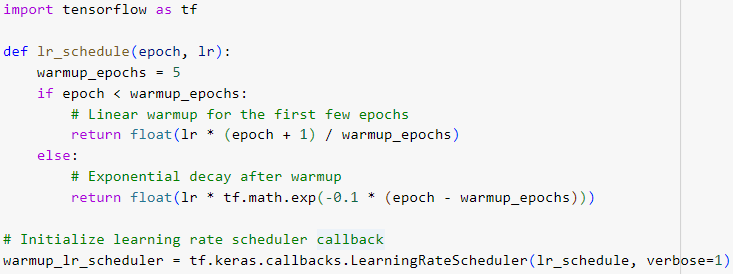 import tensorflow as tf

def lr_schedule(epoch, lr):
    warmup_epochs = 5
    if epoch < warmup_epochs:
        # Linear warmup for the first few epochs
        return float(lr * (epoch + 1) / warmup_epochs)
    else:
        # Exponential decay after warmup
        return float(lr * tf.math.exp(-0.1 * (epoch - warmup_epochs)))

# Initialize learning rate scheduler callback
warmup_lr_scheduler = tf.keras.callbacks.LearningRateScheduler(lr_schedule, verbose=1)